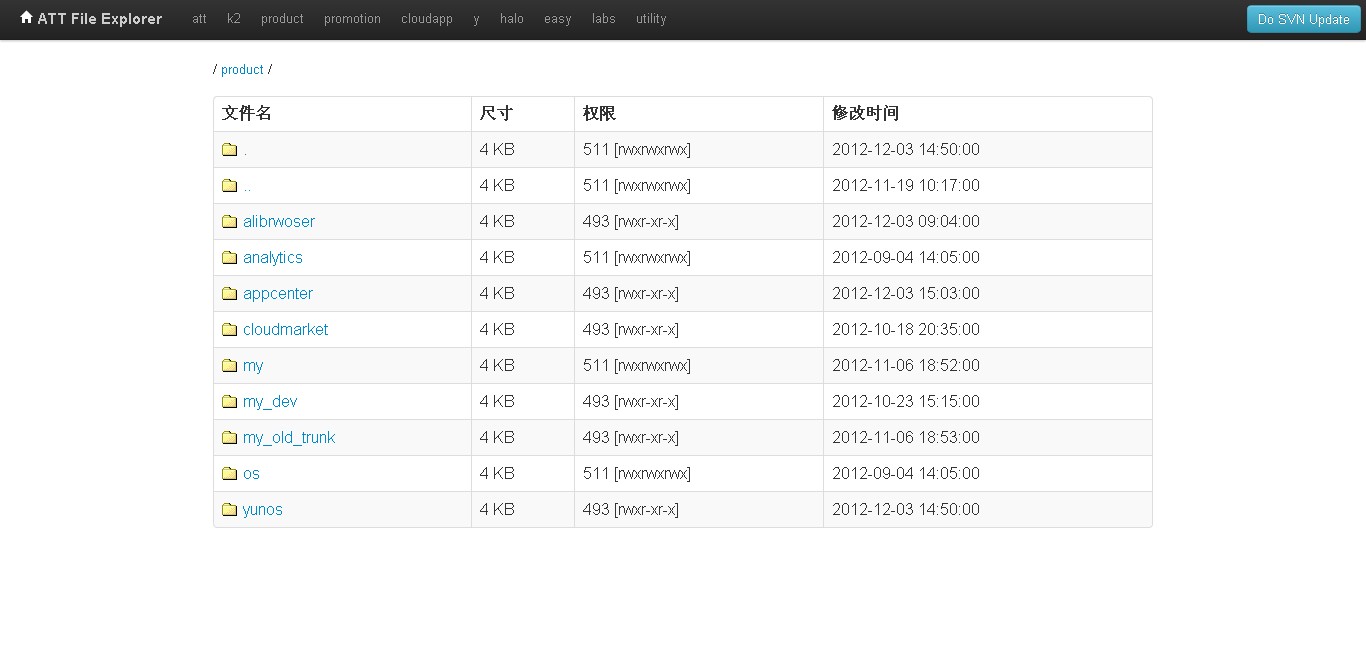 ATT File Explorer att k2 product promotion cloudapp y halo easy labs utility Do SVN Update
/ product /
文件名 尺寸 权限 修改时间
. 4 KB 511 [rwxrwxrwx] 2012-12-03 14:50:00
.. 4 KB 511 [rwxrwxrwx] 2012-11-19 10:17:00
alibrwoser 4 KB 493 [rwxr-xr-x] 2012-12-03 09:04:00
analytics 4 KB 511 [rwxrwxrwx] 2012-09-04 14:05:00
appcenter 4 KB 493 [rwxr-xr-x] 2012-12-03 15:03:00
cloudmarket 4 KB 493 [rwxr-xr-x] 2012-10-18 20:35:00
my 4 KB 511 [rwxrwxrwx] 2012-11-06 18:52:00
my_dev 4 KB 493 [rwxr-xr-x] 2012-10-23 15:15:00
my_old_trunk 4 KB 493 [rwxr-xr-x] 2012-11-06 18:53:00
os 4 KB 511 [rwxrwxrwx] 2012-09-04 14:05:00
yunos 4 KB 493 [rwxr-xr-x] 2012-12-03 14:50:00